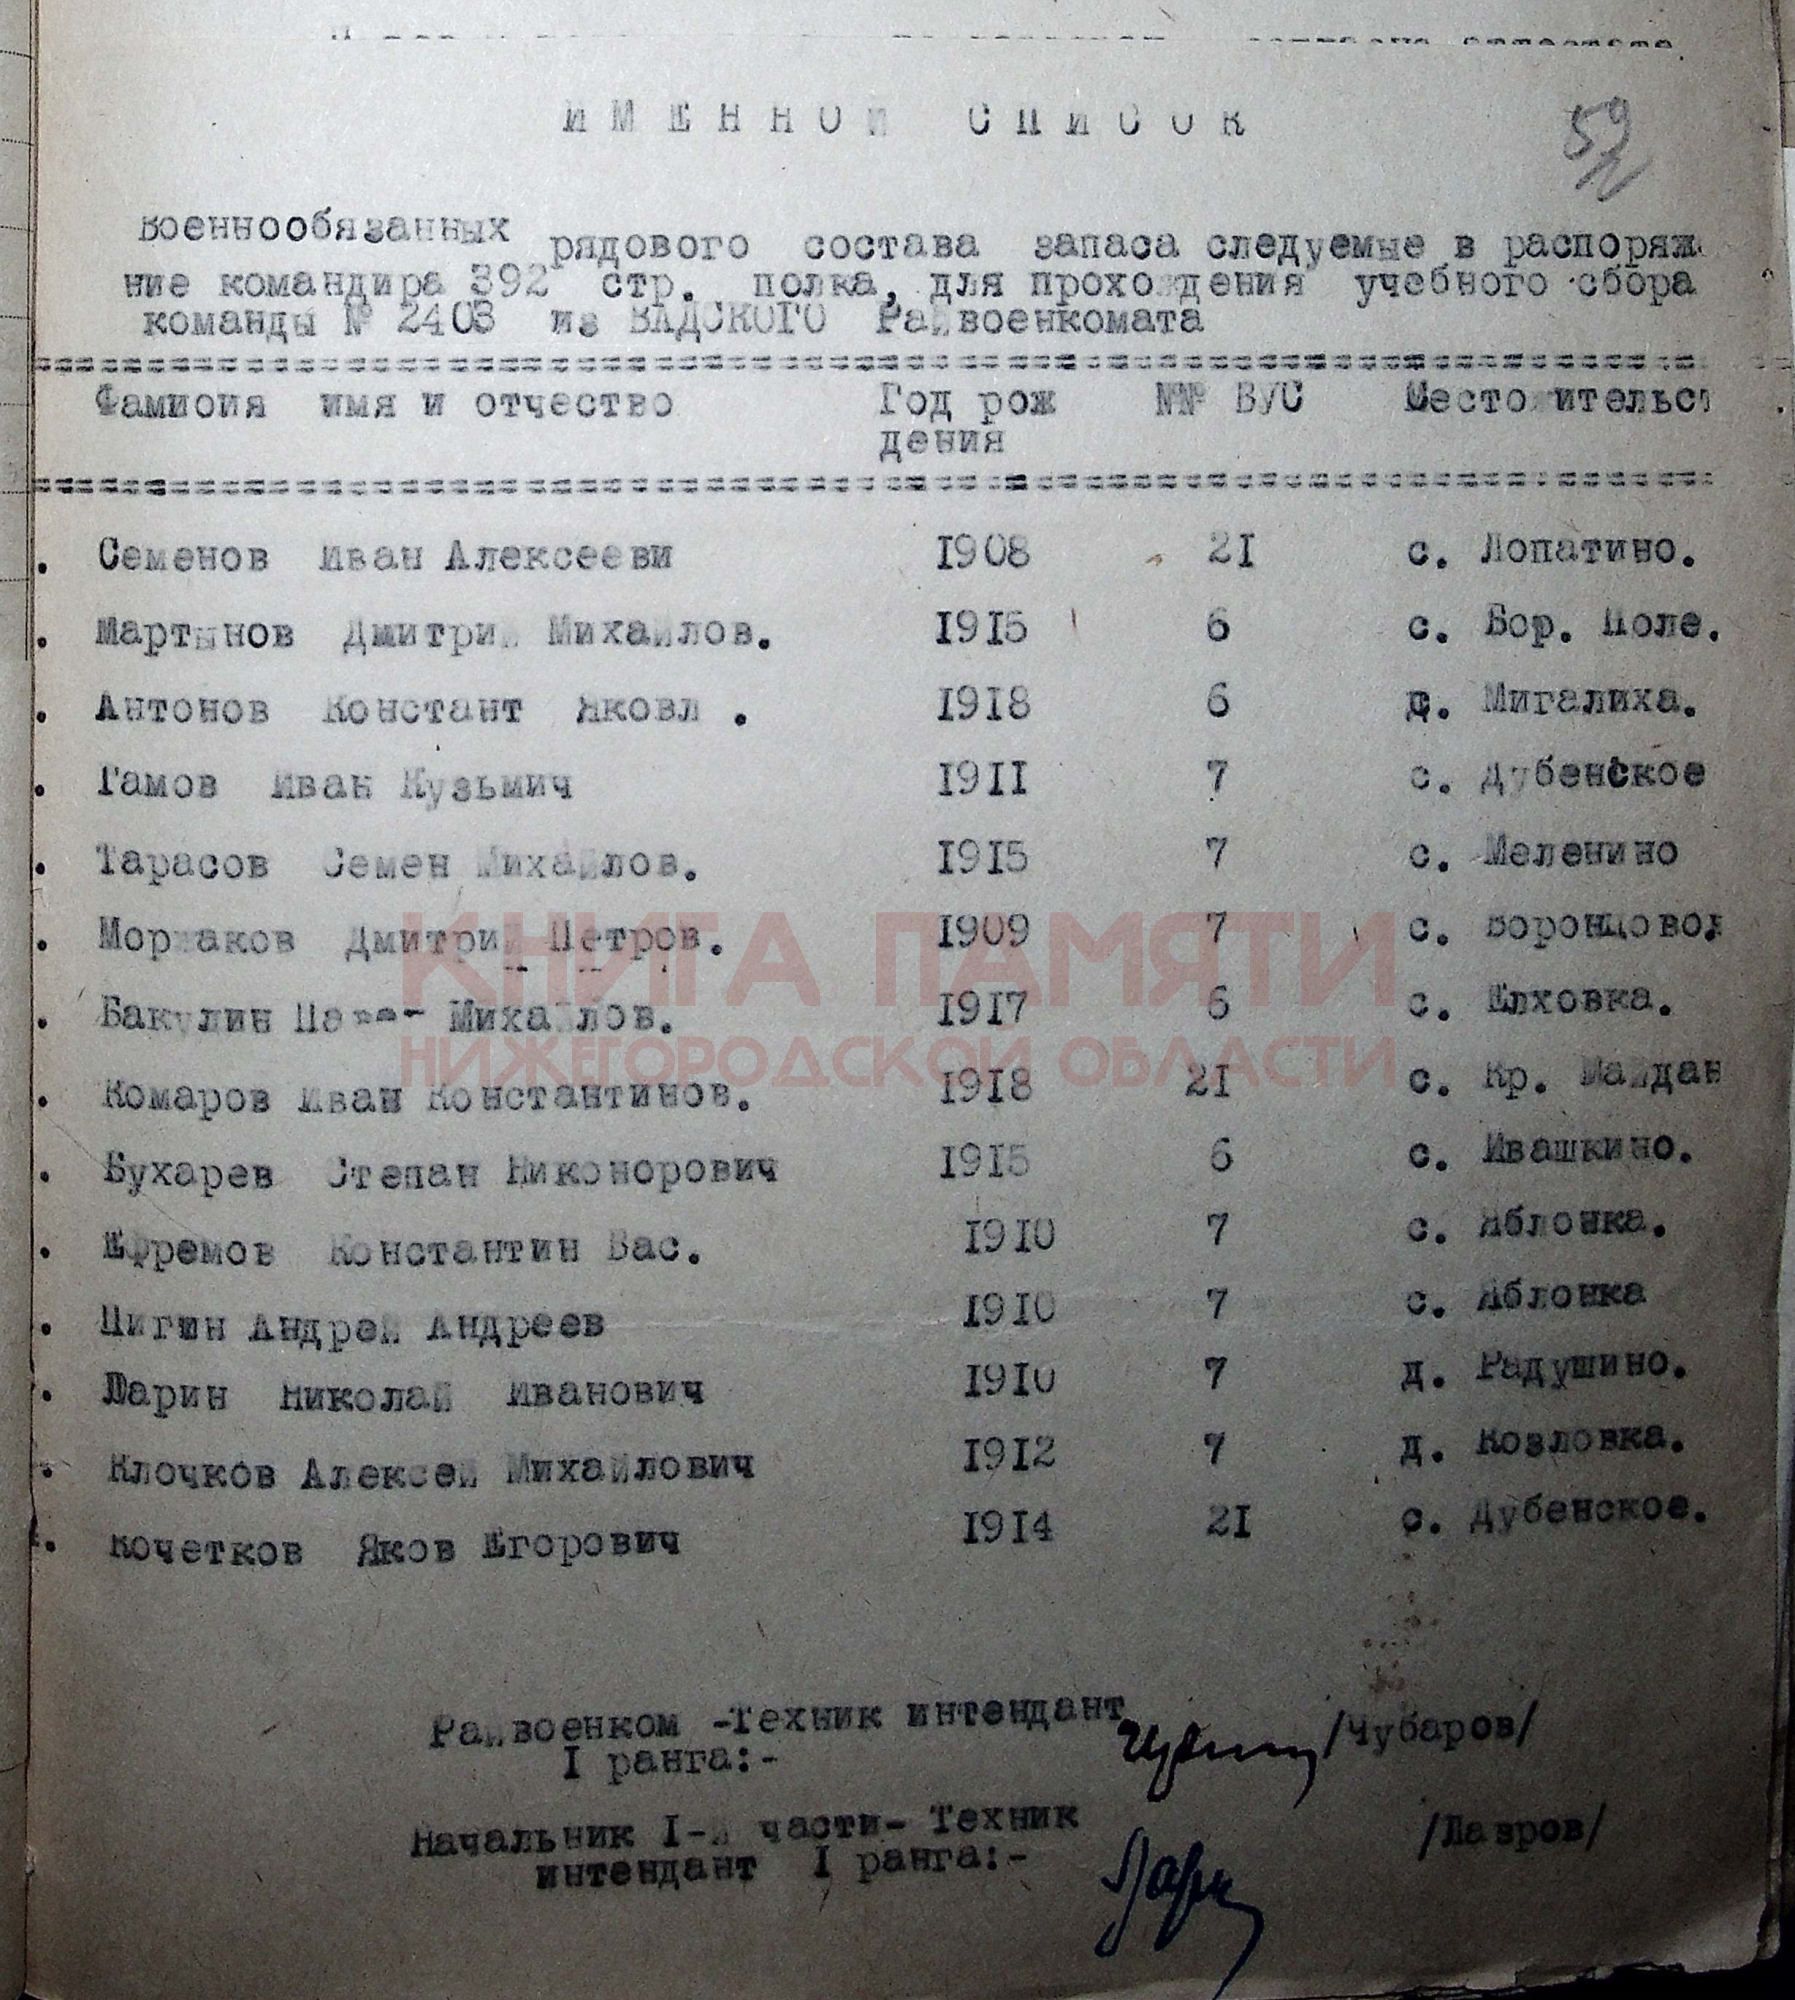 ИМЕННОЙ СПИСОК
59
военнообязанных рядового состава запаса следуемые в распоряже
ние командира 392 стр. полка, для прохождения учебного сбора
команды № 2403 из ВАДСКОГО Райвоенкомата
Фамилия имя и отчество Год рож №№ ВУС Местожительст
дения
. Семенов Иван Алексееви 1908 21 с. Лопатино.
. Мартынов Дмитрий Михайлов. 1915 6 с. Бор. Поле.
. Антонов Констант Яковл . 1918 6 д. Мигалиха.
. Гамов Иван Кузьмич 1911 7 с. Дубенское
. Тарасов Семен Михайлов. 1915 7 с. Меленино
. Моржаков Дмитрий Петров. 1909 7 с. Воронцово
КНИГА ПАМЯТИ
. Бакулин Михайлов. 1917 6 с. Елховка.
НИЖЕГОРОДСКОЙ ОБЛАСТИ
. Комаров Иван Константинов. 1918 21 с. Кр. Майдан
. Бухарев Степан Никонорович 1915 6 с. Ивашкино.
. Ефремов Константин Вас. 1910 7 с. Яблонка.
. Андрей Андреев 1910 7 с. Яблонка
. Ларин Николай Иванович 1910 7 д. Радушино.
. Клочков Алексей Михайлович 1912 7 д. Козловка.
. Кочетков Яков Егорович 1914 21 с. Дубенское.
Райвоенком -Техник интендант /Чубаров/
I ранга:-
Начальник I-й части- Техник /Лавров/
интендант I ранга:-